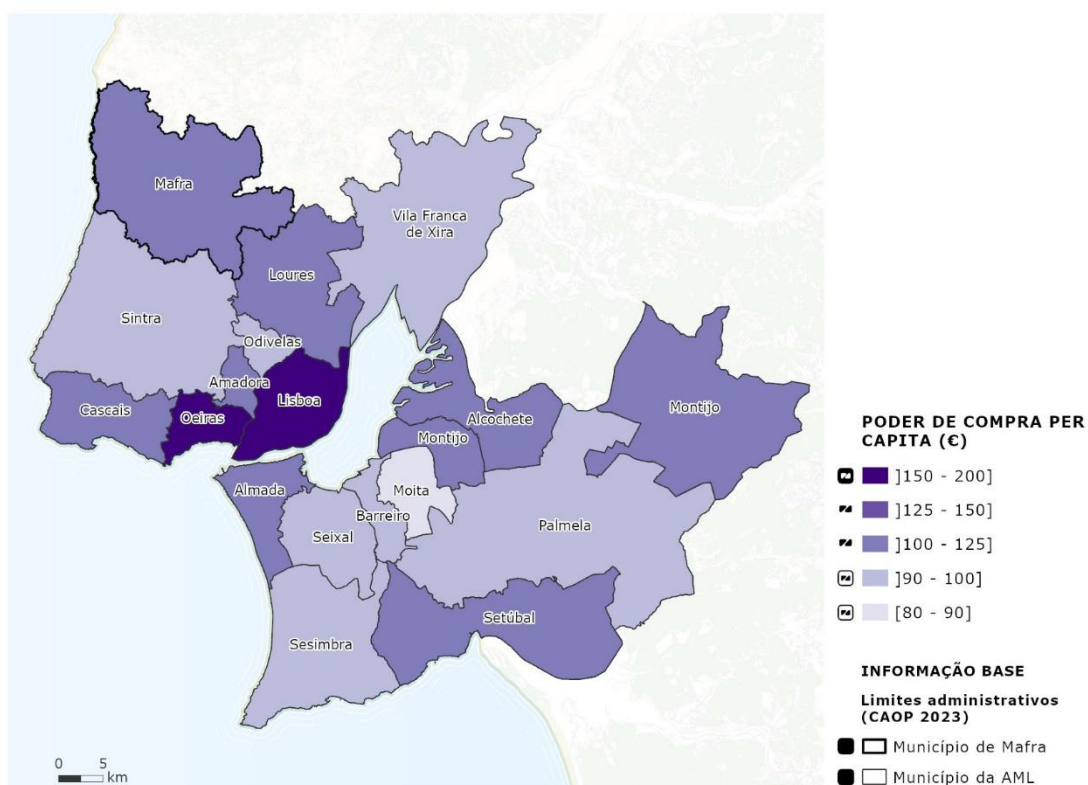 Mafra
Vila Franca
de Xira
Loures
Sintra
Odivelas
Amadora
Lisboa
Cascais
Oeiras
Montijo
Alcochete
Montijo
Almada
Moita
Barreiro
Seixal
Palmela
Setúbal
Sesimbra
0 5
km
PODER DE COMPRA PER
CAPITA (€)
]150 - 200]
]125 - 150]
]100 - 125]
]90 - 100]
[80 - 90]
INFORMAÇÃO BASE
Limites administrativos
(CAOP 2023)
Município de Mafra
Município da AML